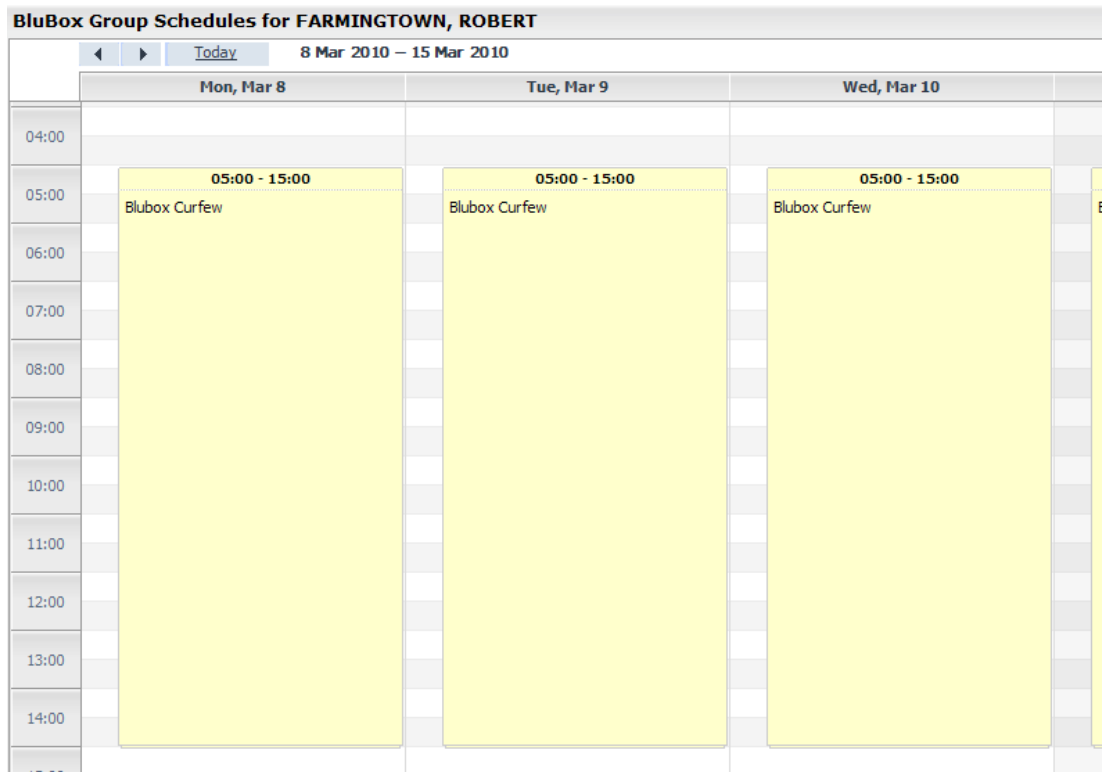 BluBox Group Schedules for FARMINGTOWN, ROBERT
Today 8 Mar 2010 – 15 Mar 2010
Mon, Mar 8 Tue, Mar 9 Wed, Mar 10
04:00
05:00 - 15:00 05:00 - 15:00 05:00 - 15:00
05:00
Blubox Curfew Blubox Curfew Blubox Curfew
06:00
07:00
08:00
09:00
10:00
11:00
12:00
13:00
14:00